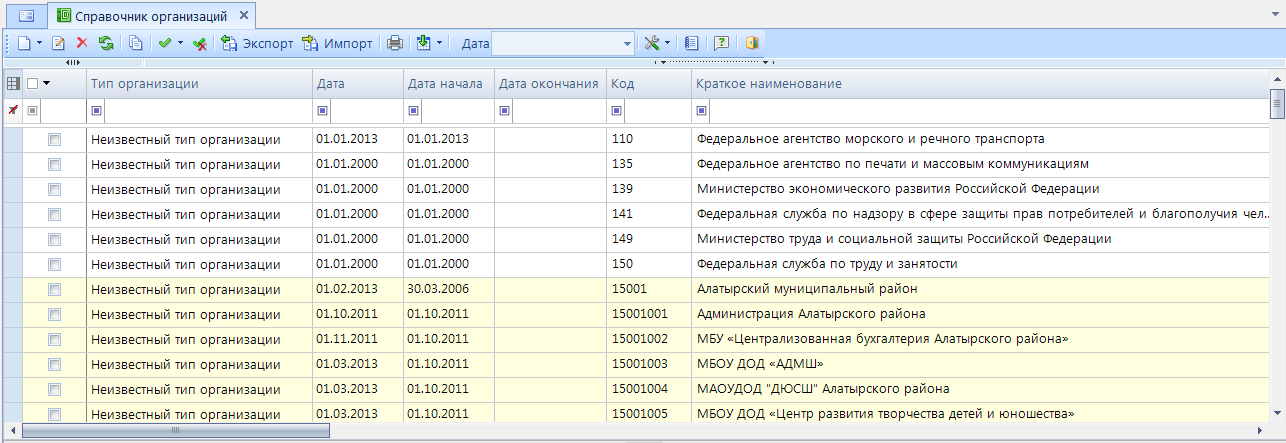 Справочник организаций
Экспорт Импорт Дата
Тип организации Дата Дата начала Дата окончания Код Краткое наименование
Неизвестный тип организации 01.01.2013 01.01.2013 110 Федеральное агентство морского и речного транспорта
Неизвестный тип организации 01.01.2000 01.01.2000 135 Федеральное агентство по печати и массовым коммуникациям
Неизвестный тип организации 01.01.2000 01.01.2000 139 Министерство экономического развития Российской Федерации
Неизвестный тип организации 01.01.2000 01.01.2000 141 Федеральная служба по надзору в сфере защиты прав потребителей и благополучия чел...
Неизвестный тип организации 01.01.2000 01.01.2000 149 Министерство труда и социальной защиты Российской Федерации
Неизвестный тип организации 01.01.2000 01.01.2000 150 Федеральная служба по труду и занятости
Неизвестный тип организации 01.02.2013 30.03.2006 15001 Алатырский муниципальный район
Неизвестный тип организации 01.10.2011 01.10.2011 15001001 Администрация Алатырского района
Неизвестный тип организации 01.11.2011 01.10.2011 15001002 МБУ «Централизованная бухгалтерия Алатырского района»
Неизвестный тип организации 01.03.2013 01.10.2011 15001003 МБОУ ДОД «АДМШ»
Неизвестный тип организации 01.03.2013 01.10.2011 15001004 МАОУДОД "ДЮСШ" Алатырского района
Неизвестный тип организации 01.03.2013 01.10.2011 15001005 МБОУ ДОД «Центр развития творчества детей и юношества»